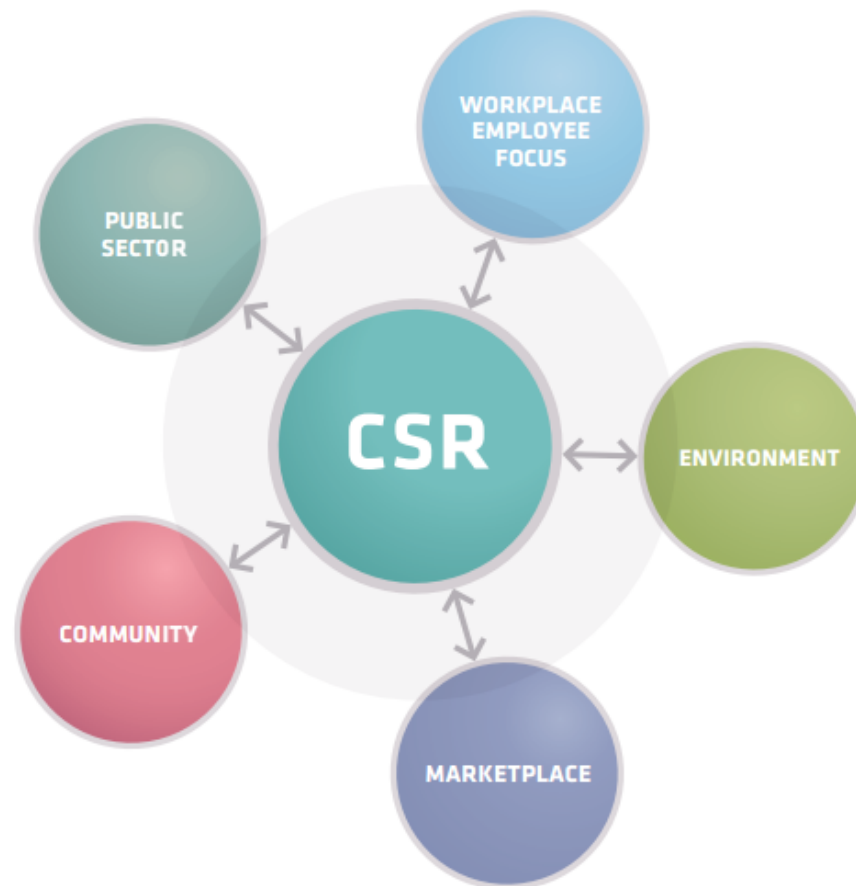 WORKPLACE
EMPLOYEE
FOCUS
PUBLIC
SECTOR
CSR
ENVIRONMENT
COMMUNITY
MARKETPLACE